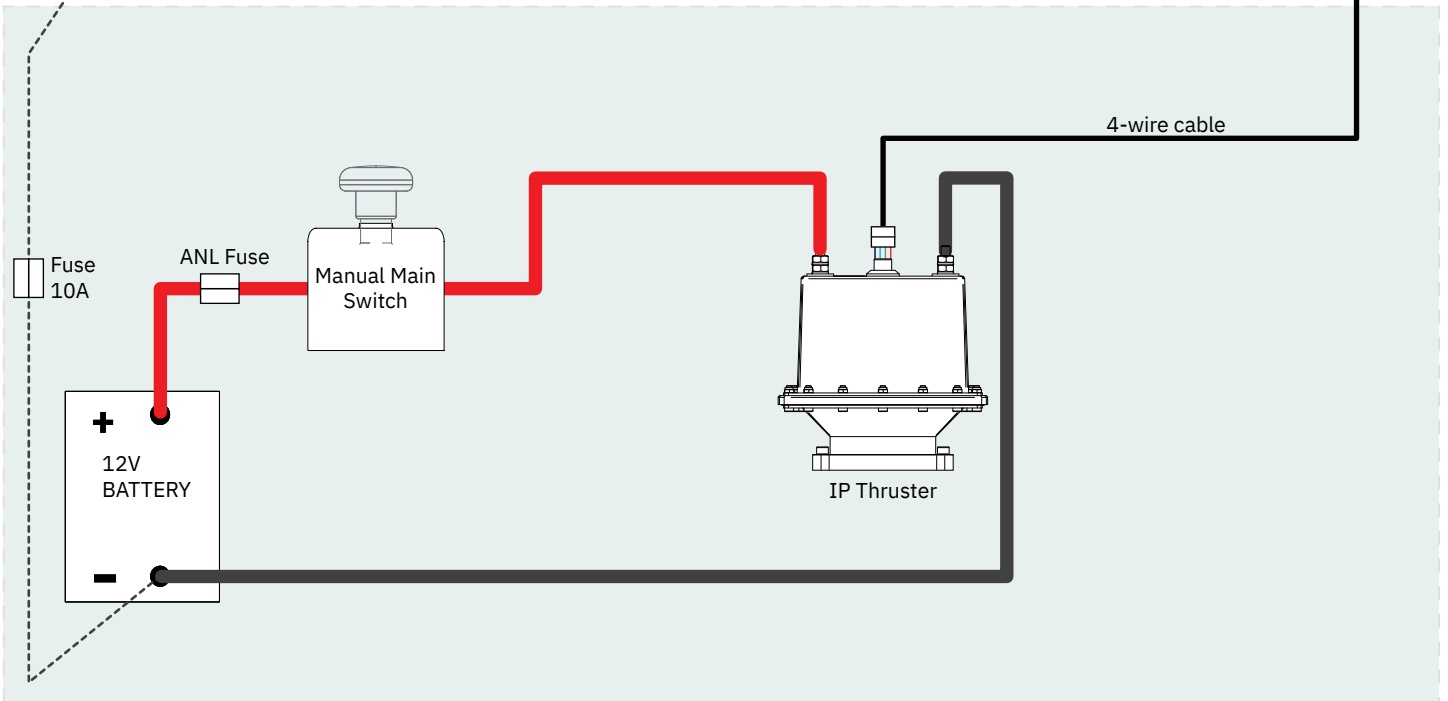 4-wire cable
ANL Fuse
Fuse
10A
Manual Main
Switch
+
12V
BATTERY
-
IP Thruster